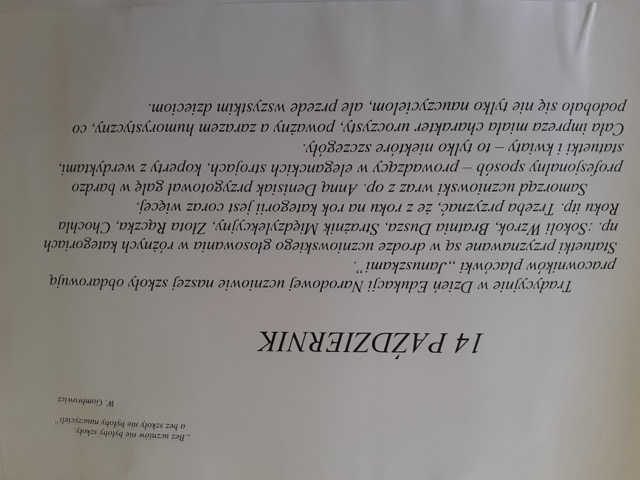 „Bez uczniów nie byłoby szkoły,
a bez szkoły nie byłoby nauczycieli”
W. Gombrowicz
14 PAŹDZIERNIK
Tradycyjnie w Dzień Edukacji Narodowej uczniowie naszej szkoły obdarowują
pracowników placówki „Januszkami”.
Statuetki przyznawane są w drodze uczniowskiego głosowania w różnych kategoriach
np. :Sokoli Wzrok, Bratnia Dusza, Strażnik Międzylekcyjny, Złota Rączka, Chochla
Roku itp. Trzeba przyznać, że z roku na rok kategorii jest coraz więcej.
Samorząd uczniowski wraz z op. Anną Denisiak przygotował galę w bardzo
profesjonalny sposób – prowadzący w eleganckich strojach, koperty z werdyktami,
statuetki i kwiaty – to tylko niektóre szczegóły.
Cała impreza miała charakter uroczysty, poważny a zarazem humorystyczny, co
podobało się nie tylko nauczycielom, ale przede wszystkim dzieciom.